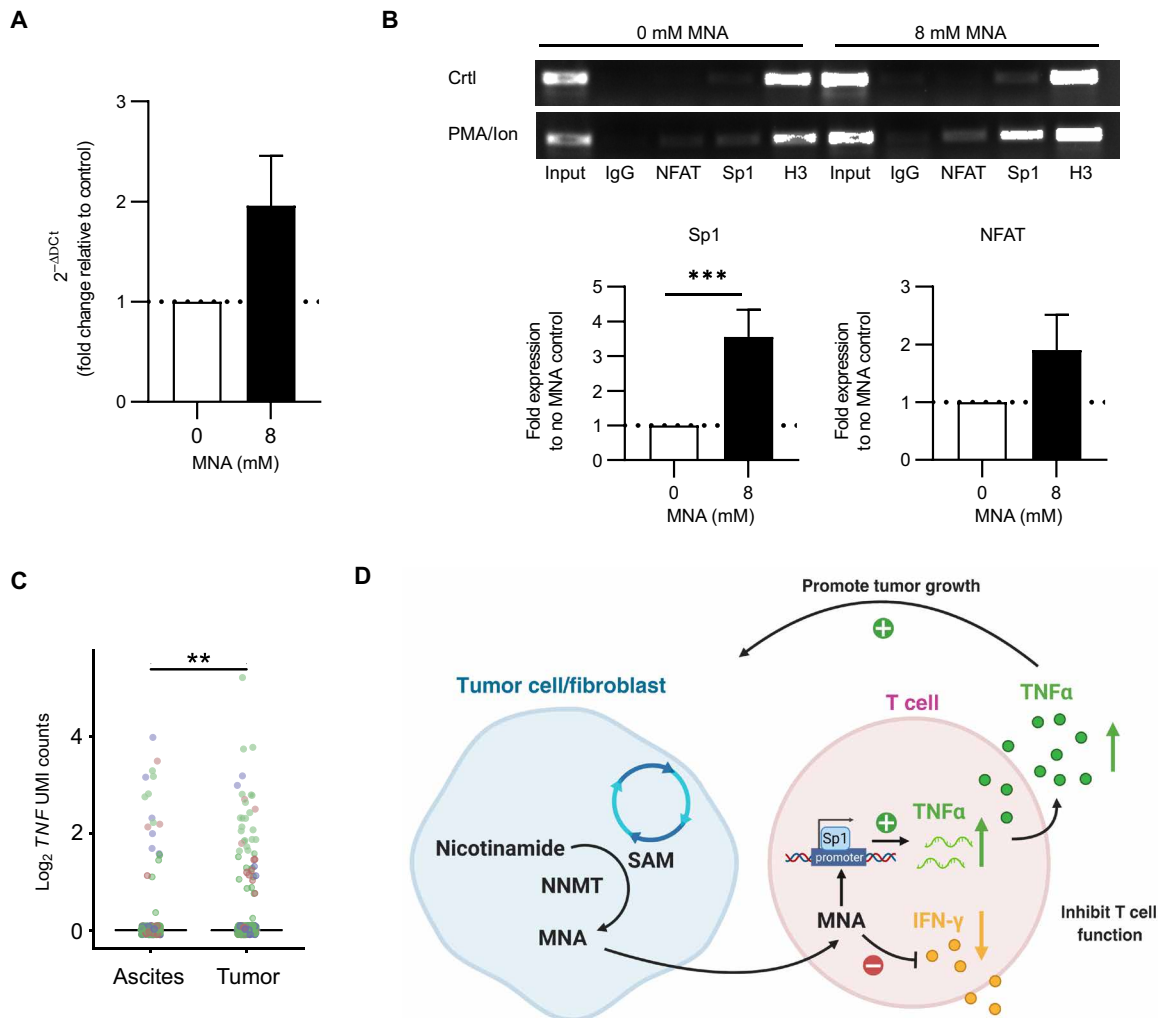 A
3
2
1
0
2−ΔDCt
(fold change relative to control)
0
8
MNA (mM)
B
0 mM MNA
8 mM MNA
Crtl
PMA/Ion
Input IgG NFAT Sp1 H3 Input IgG NFAT Sp1 H3
Sp1
***
5
4
3
2
1
0
Fold expression
to no MNA control
0
8
MNA (mM)
NFAT
3
2
1
0
Fold expression
to no MNA control
0
8
MNA (mM)
C
**
4
2
0
Log2 TNF UMI counts
Ascites
Tumor
D
Promote tumor growth
+
Tumor cell/fibroblast
T cell
TNFα
Nicotinamide
SAM
NNMT
MNA
Sp1
promoter
+
TNFα
MNA
IFN-γ
−
Inhibit T cell
function